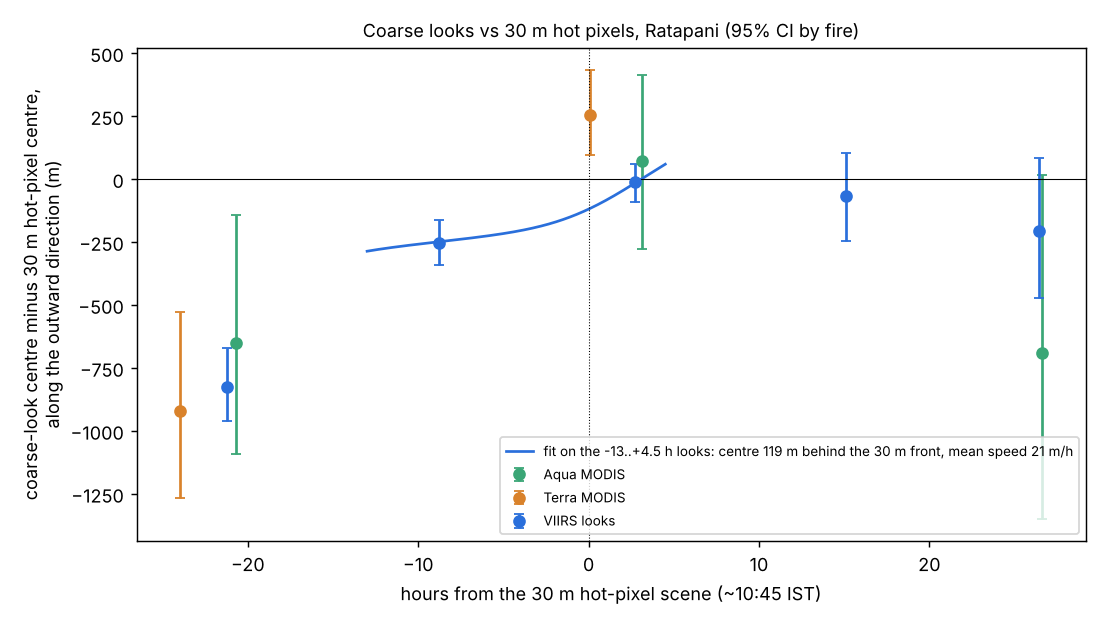 Coarse looks vs 30 m hot pixels, Ratapani (95% CI by fire)
coarse-look centre minus 30 m hot-pixel centre,
along the outward direction (m)
500
250
0
−250
−500
−750
−1000
−1250
fit on the -13..+4.5 h looks: centre 119 m behind the 30 m front, mean speed 21 m/h
Aqua MODIS
Terra MODIS
VIIRS looks
−20
−10
0
10
20
hours from the 30 m hot-pixel scene (~10:45 IST)